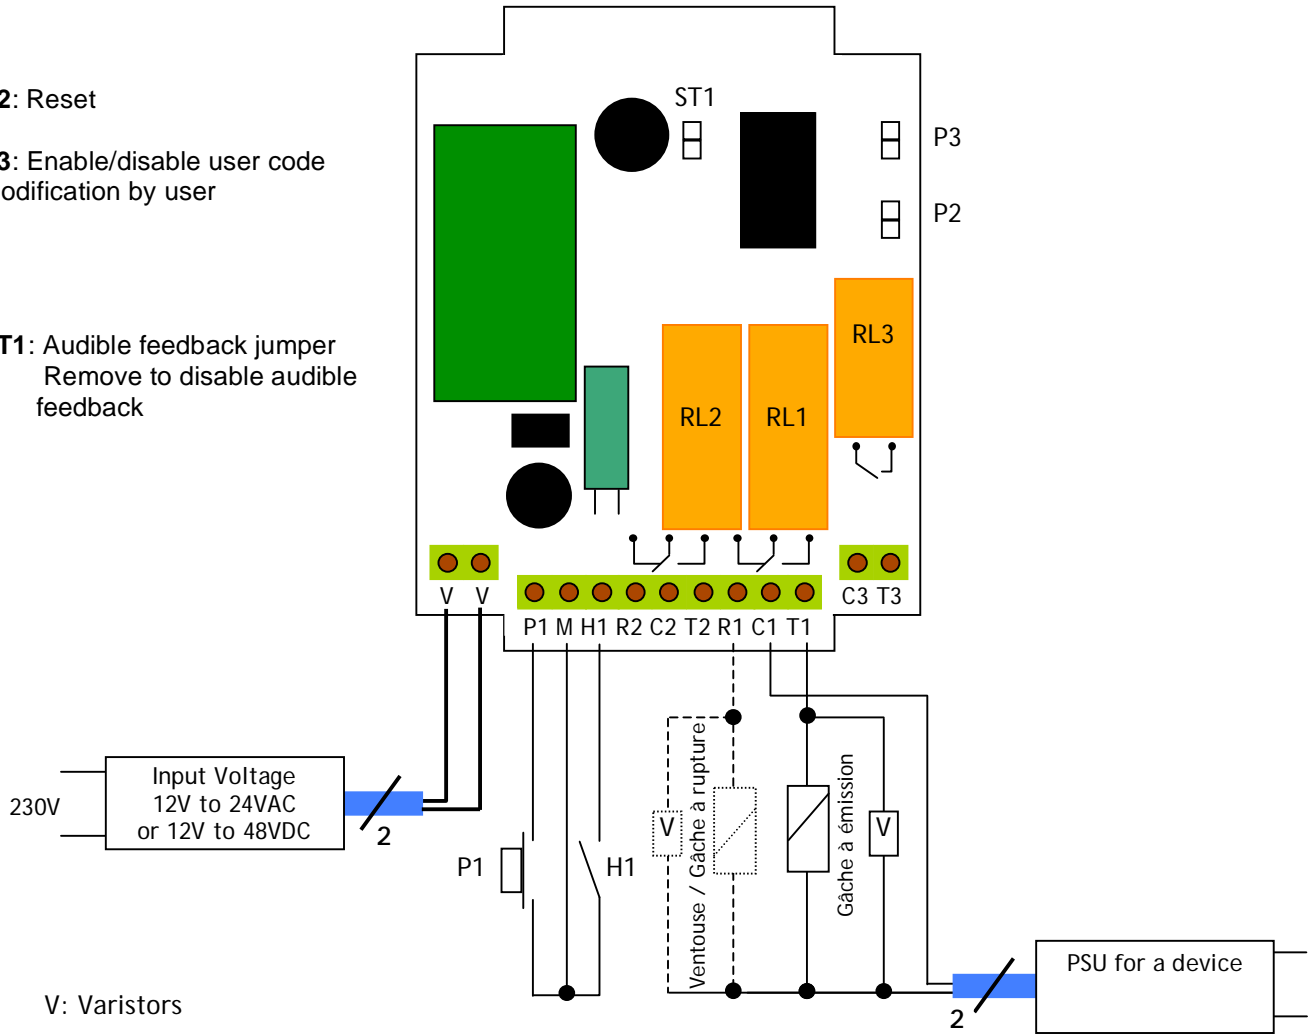 2: Reset
3: Enable/disable user code
odification by user
T1: Audible feedback jumper
Remove to disable audible
feedback
ST1
P3
P2
RL3
RL2
RL1
V V
C3 T3
P1 M H1 R2 C2 T2 R1 C1 T1
230V
Input Voltage
12V to 24VAC
or 12V to 48VDC
2
P1
H1
V
Ventouse / Gâche à rupture
Gâche à émission
V
PSU for a device
2
V: Varistors